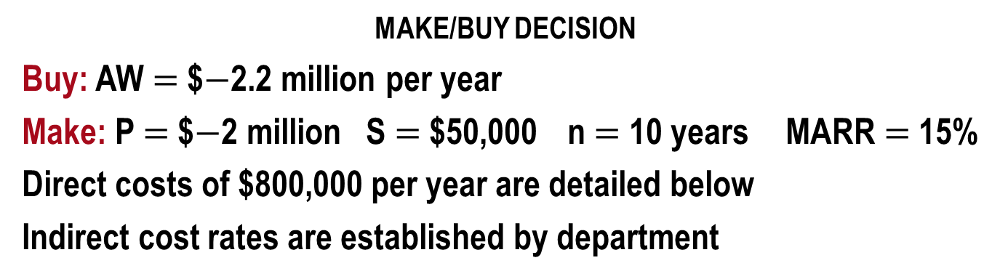 MAKE/BUY DECISION
Buy: AW = $−2.2 million per year
Make: P = $−2 million S = $50,000 n = 10 years MARR = 15%
Direct costs of $800,000 per year are detailed below
Indirect cost rates are established by department